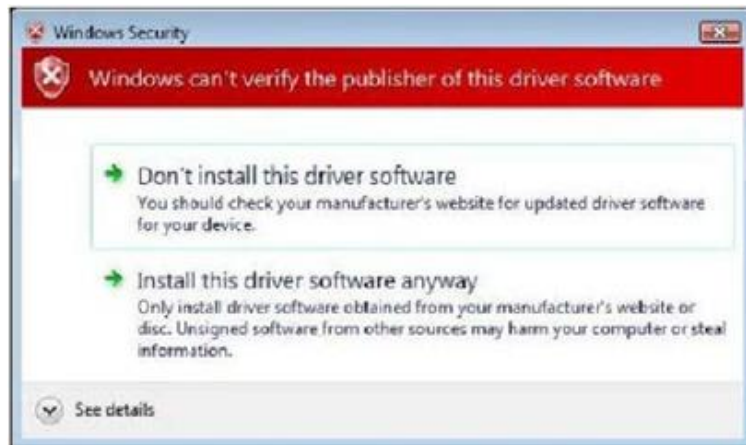 Windows Security
Windows can't verify the publisher of this driver software
Don't install this driver software
You should check your manufacturer's website for updated driver software
for your device.
Install this driver software anyway
Only install driver software obtained from your manufacturer's website or
disc. Unsigned software from other sources may harm your computer or steal
information.
See details